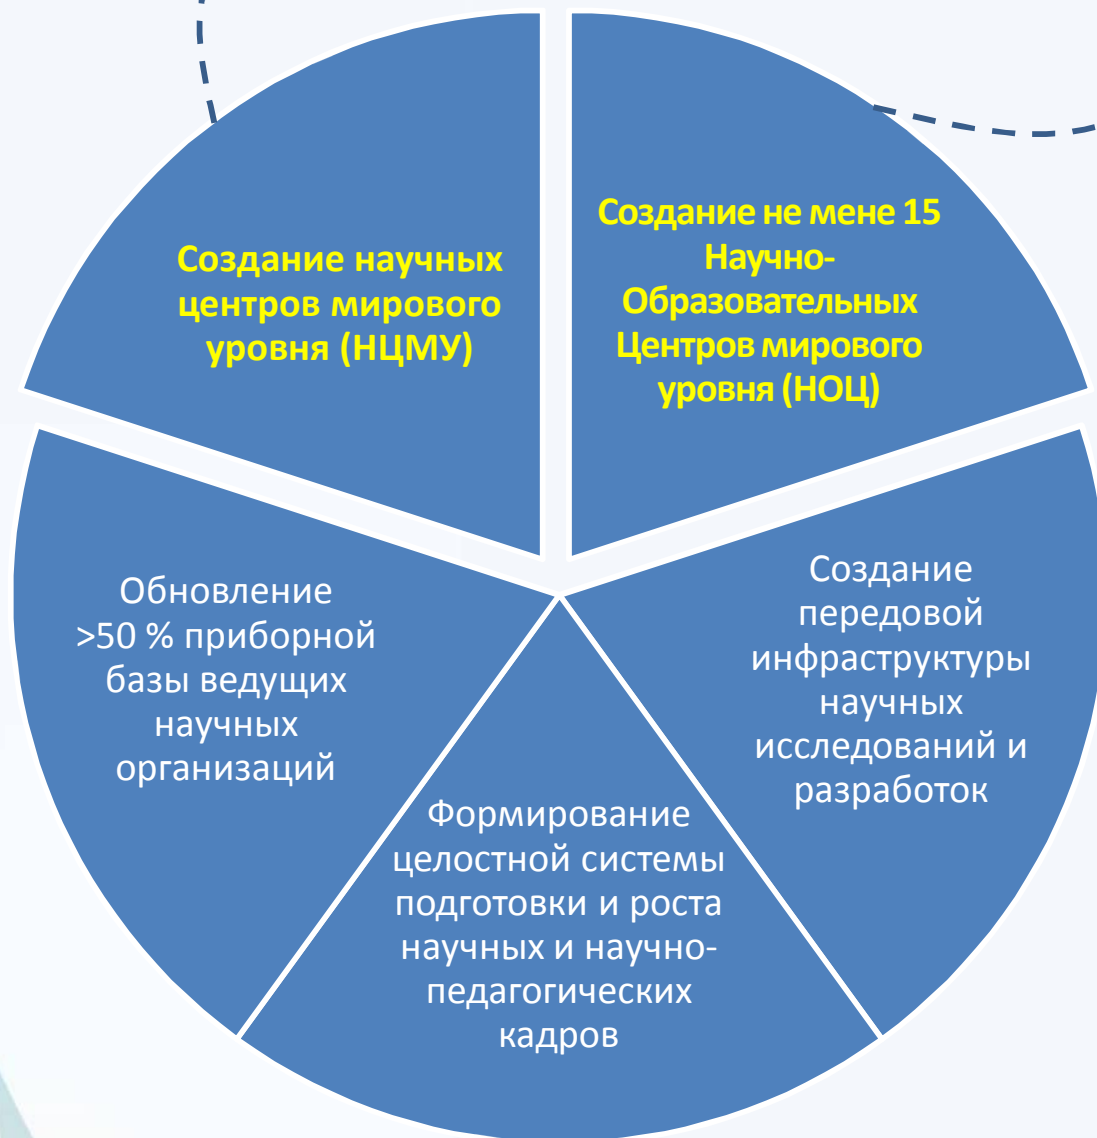 Создание научных
центров мирового
уровня (НЦМУ)
Создание не мене 15
Научно-
Образовательных
Центров мирового
уровня (НОЦ)
Обновление
>50 % приборной
базы ведущих
научных
организаций
Создание
передовой
инфраструктуры
научных
исследований и
разработок
Формирование
целостной системы
подготовки и роста
научных и научно-
педагогических
кадров